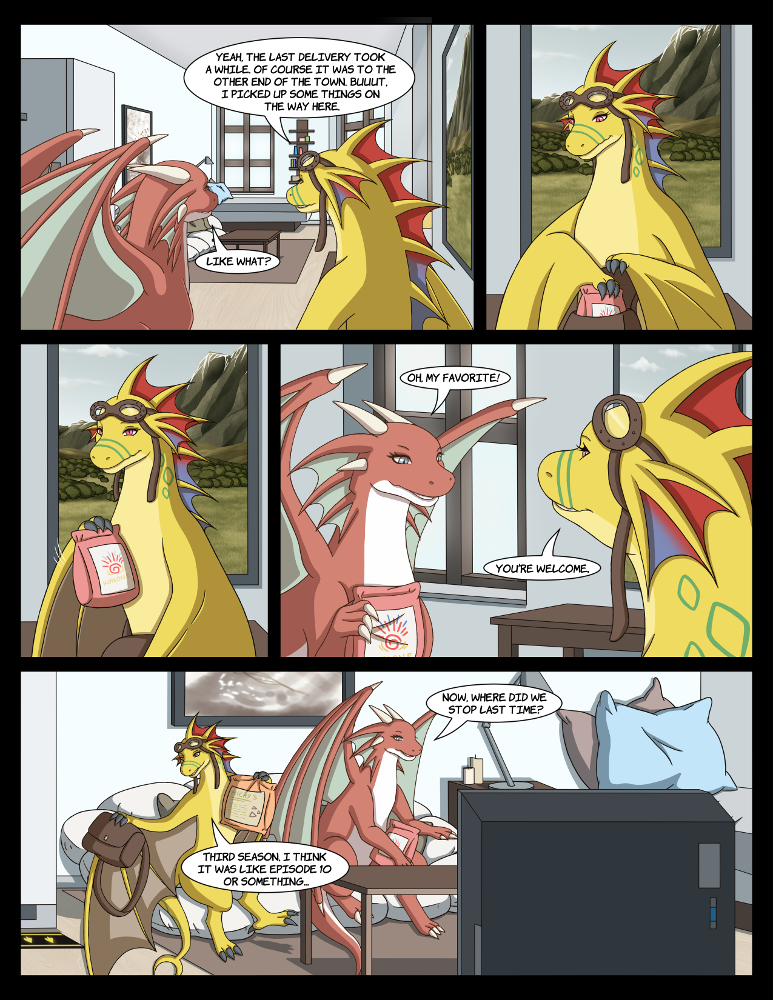 YEAH, THE LAST DELIVERY TOOK
A WHILE. OF COURSE IT WAS TO THE
OTHER END OF THE TOWN. BUUUT,
I PICKED UP SOME THINGS ON
THE WAY HERE.
LIKE WHAT?
OH, MY FAVORITE!
YOU'RE WELCOME.
NOW, WHERE DID WE
STOP LAST TIME?
THIRD SEASON, I THINK
IT WAS LIKE EPISODE 10
OR SOMETHING...